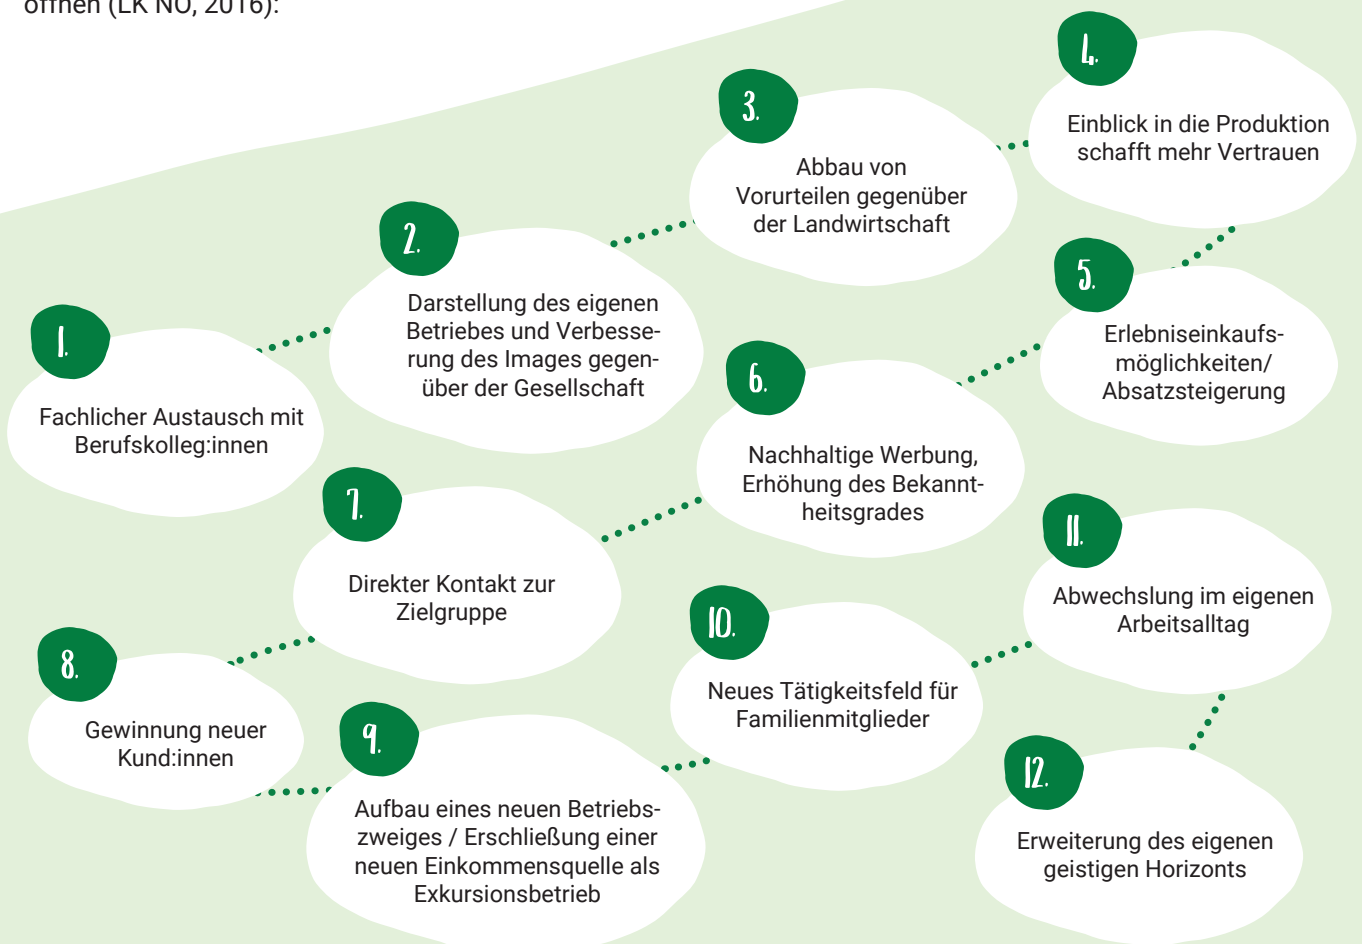 öffnen (LK NÖ, 2016):
1.
Fachlicher Austausch mit
Berufskolleg:innen
2.
Darstellung des eigenen
Betriebes und Verbesse-
rung des Images gegen-
über der Gesellschaft
3.
Abbau von
Vorurteilen gegenüber
der Landwirtschaft
4.
Einblick in die Produktion
schafft mehr Vertrauen
5.
Erlebniseinkaufs-
möglichkeiten/
Absatzsteigerung
6.
Nachhaltige Werbung,
Erhöhung des Bekannt-
heitsgrades
7.
Direkter Kontakt zur
Zielgruppe
8.
Gewinnung neuer
Kund:innen
9.
Aufbau eines neuen Betriebs-
zweiges / Erschließung einer
neuen Einkommensquelle als
Exkursionsbetrieb
10.
Neues Tätigkeitsfeld für
Familienmitglieder
11.
Abwechslung im eigenen
Arbeitsalltag
12.
Erweiterung des eigenen
geistigen Horizonts